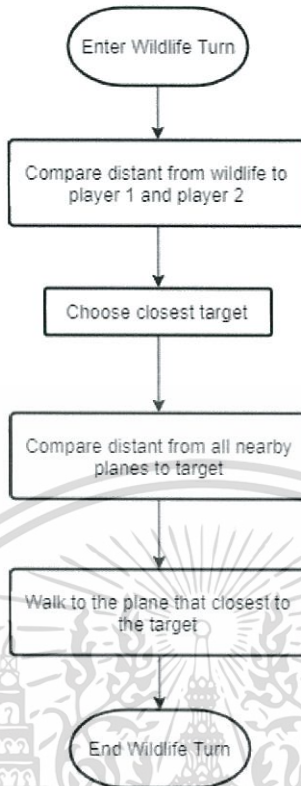 Enter Wildlife Turn
Compare distant from wildlife to
player 1 and player 2
Choose closest target
Compare distant from all nearby
planes to target
Walk to the plane that closest to
the target
End Wildlife Turn